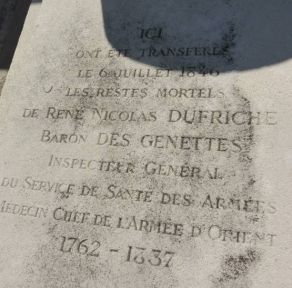 ICI
ONT ÉTÉ TRANSFÉRÉS
LE 6 JUILLET 1846
LES RESTES MORTELS
DE RENÉ NICOLAS DUFRICHE
BARON DES GENETTES
INSPECTEUR GÉNÉRAL
DU SERVICE DE SANTÉ DES ARMÉES
MÉDECIN CHEF DE L'ARMÉE D'ORIENT
1762 - 1837